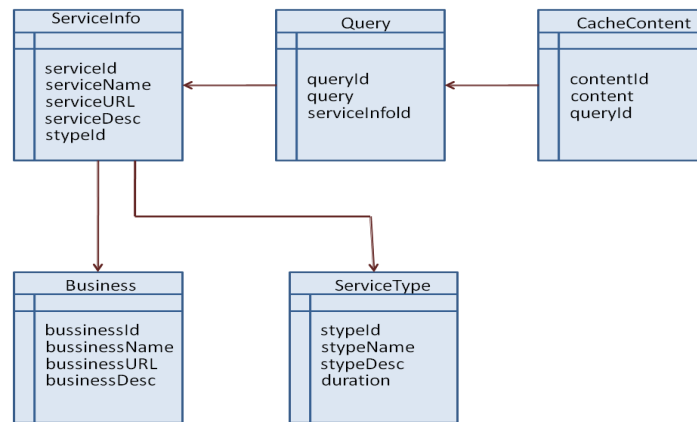 ServiceInfo
serviceId
serviceName
serviceURL
serviceDesc
stypeId
Query
queryId
query
serviceInfoId
CacheContent
contentId
content
queryId
Business
bussinessId
bussinessName
bussinessURL
businessDesc
ServiceType
stypeId
stypeName
stypeDesc
duration